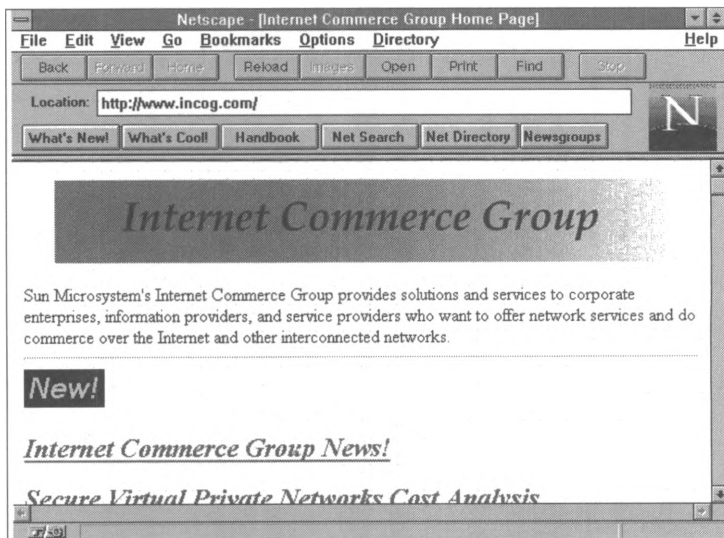 Netscape - [Internet Commerce Group Home Page]
File Edit View Go Bookmarks Options Directory Help
Back Forward Home Reload Images Open Print Find Stop
Location: http://www.incog.com/
N
What's New! What's Cool! Handbook Net Search Net Directory Newsgroups
Internet Commerce Group
Sun Microsystem's Internet Commerce Group provides solutions and services to corporate
enterprises, information providers, and service providers who want to offer network services and do
commerce over the Internet and other interconnected networks.
New!
Internet Commerce Group News!
Secure Virtual Private Networks Cost Analysis